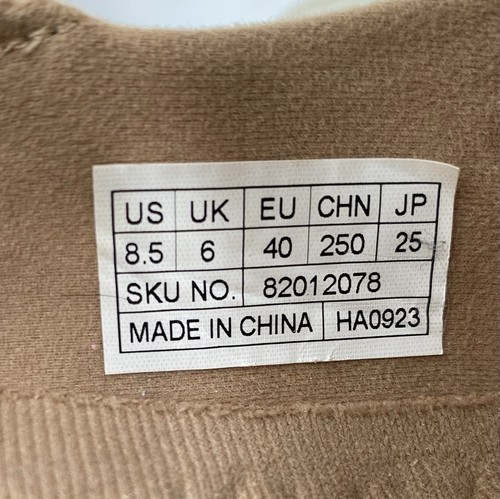 US UK EU CHN JP
8.5 6 40 250 25
SKU NO. 82012078
MADE IN CHINA HA0923